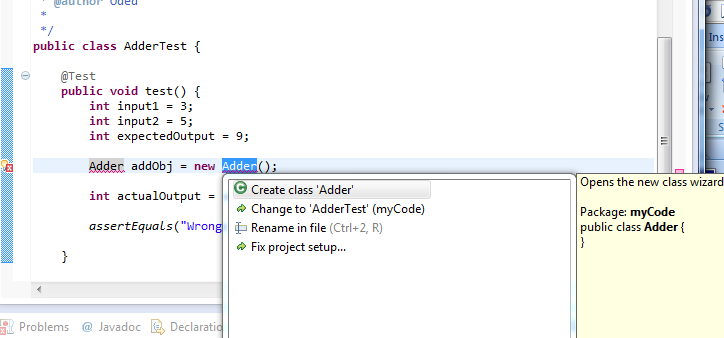 * @author Oded
*
*/
public class AdderTest {
@Test
public void test() {
int input1 = 3;
int input2 = 5;
int expectedOutput = 9;
Adder addObj = new Adder();
int actualOutput =
assertEquals("Wrong
}
Create class 'Adder'
Change to 'AdderTest' (myCode)
Rename in file (Ctrl+2, R)
Fix project setup...
Opens the new class wizard
Package: myCode
public class Adder {
}
Problems @ Javadoc Declaratio
Ins
S